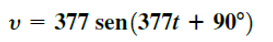 υ = 377 sen(377t + 90°)